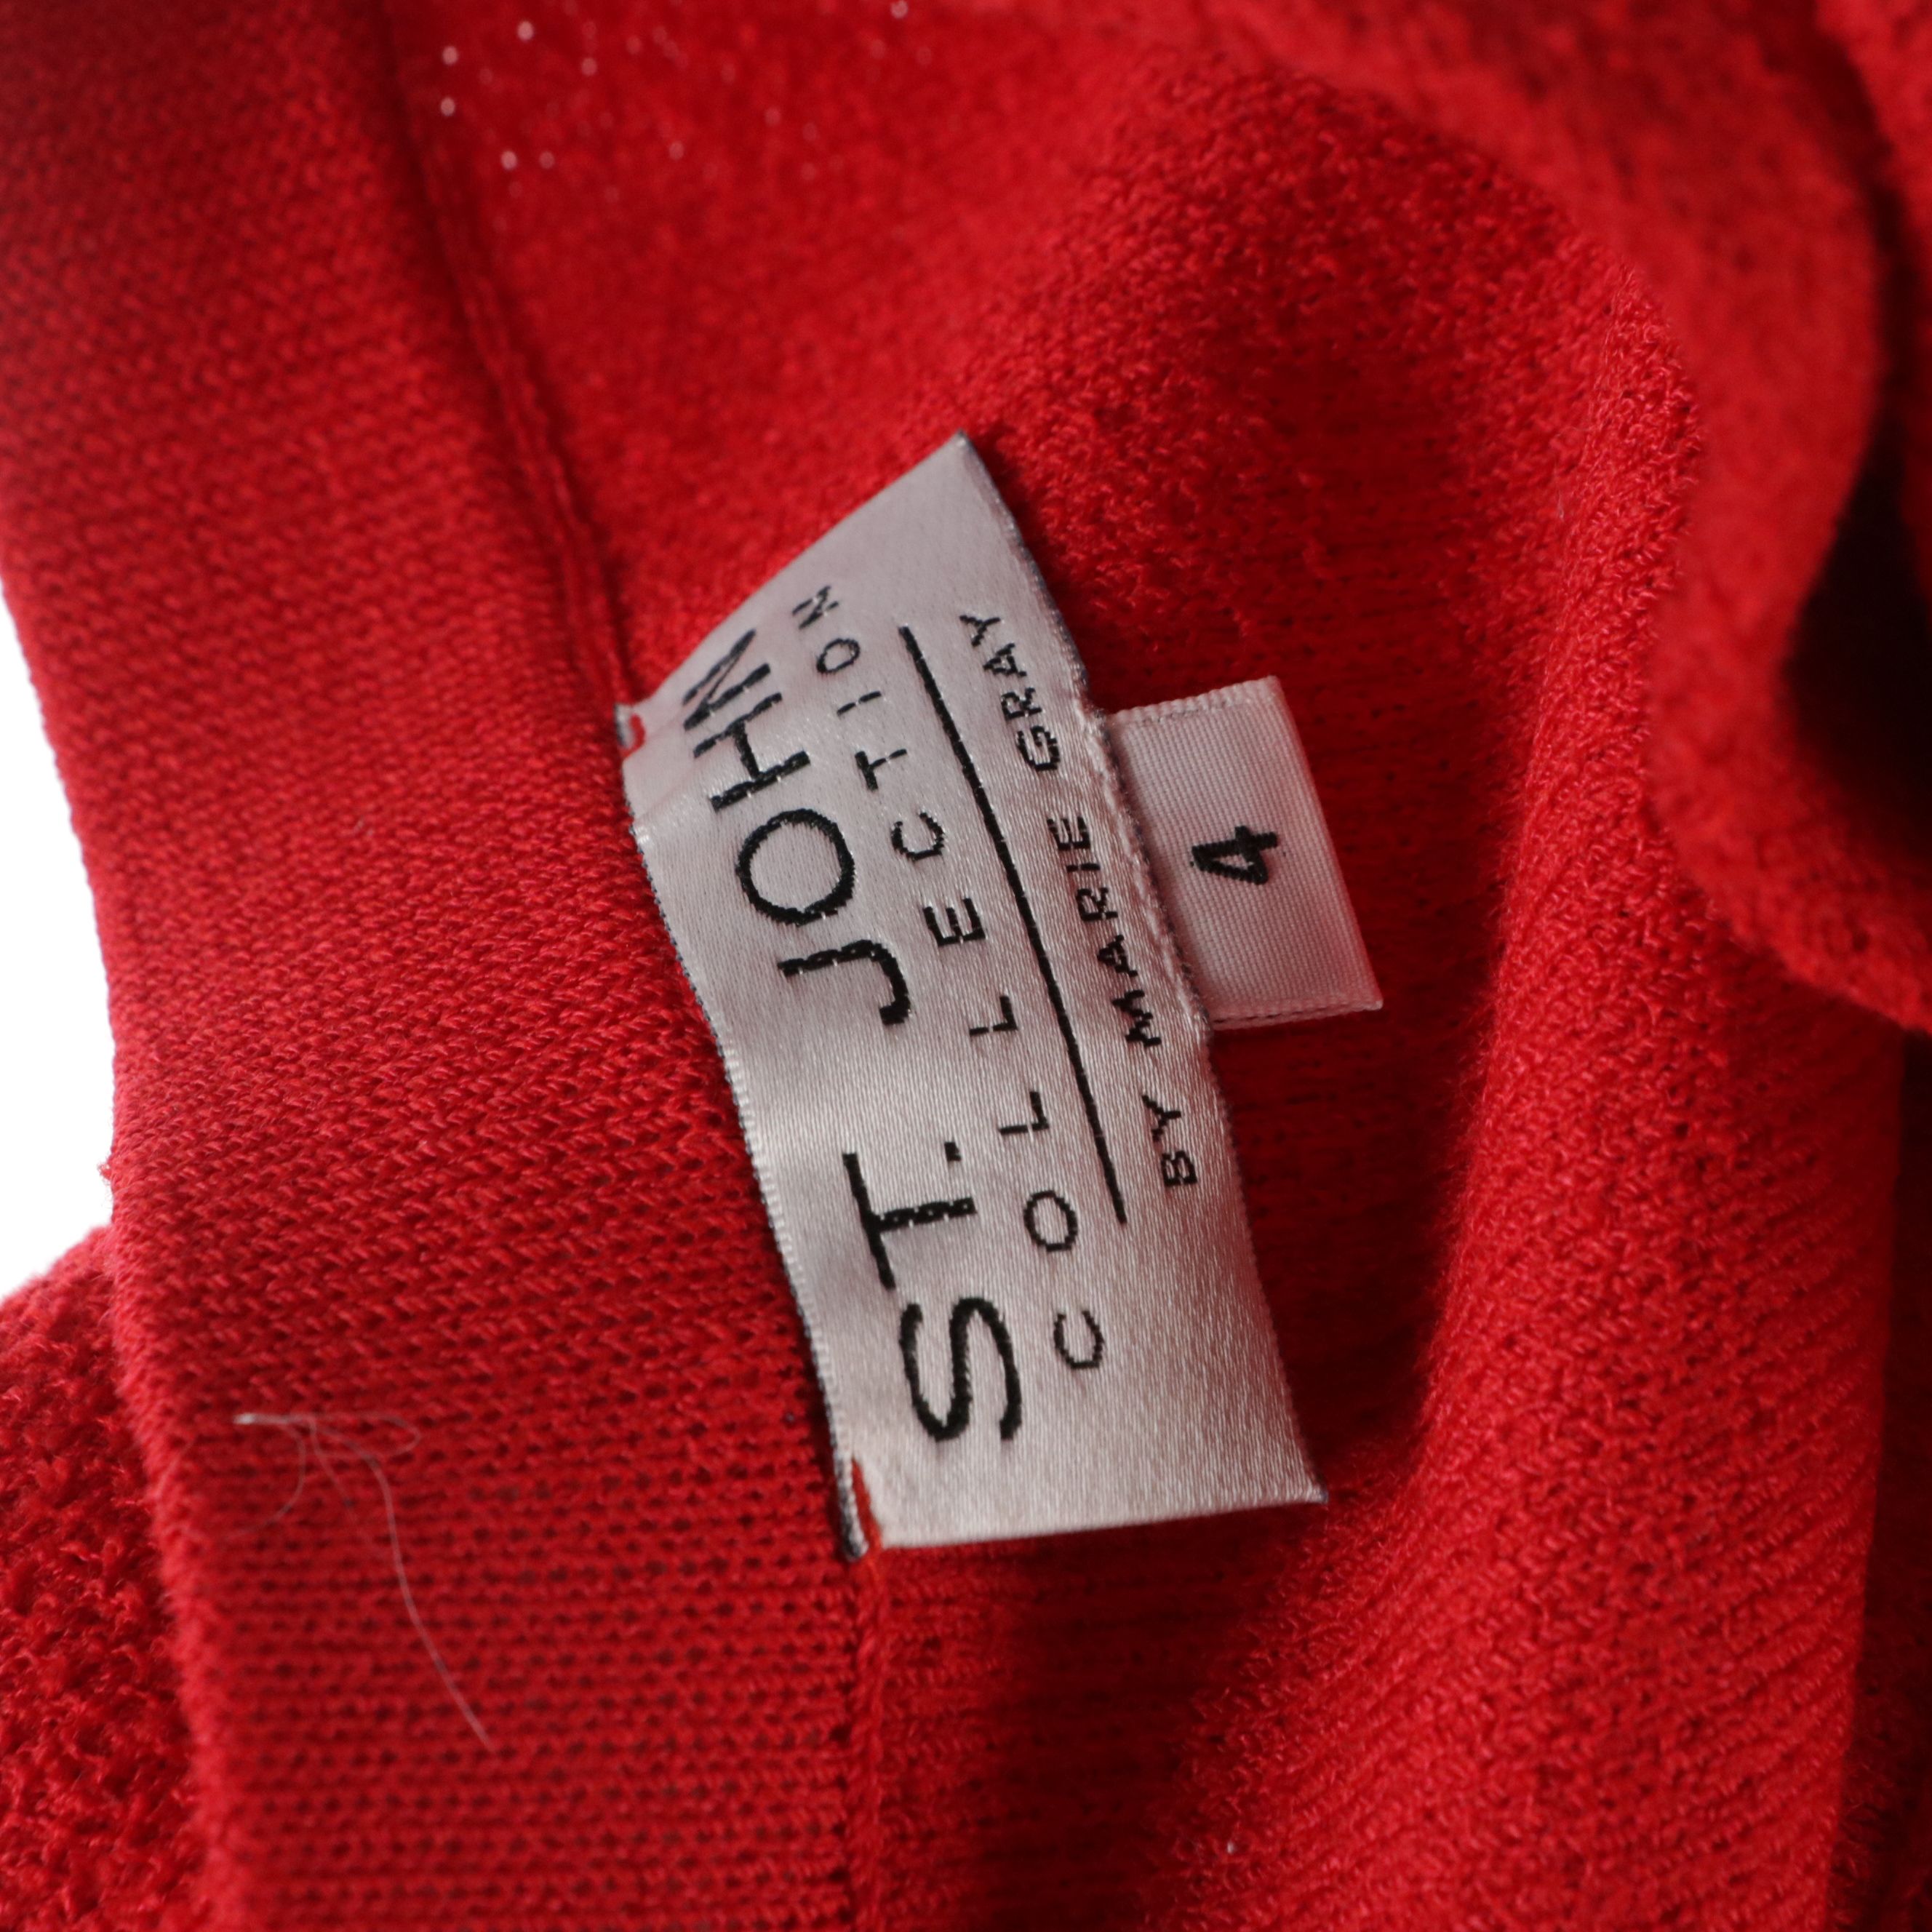 ST. JOHN
COLLECTION
BY MARIE GRAY
4